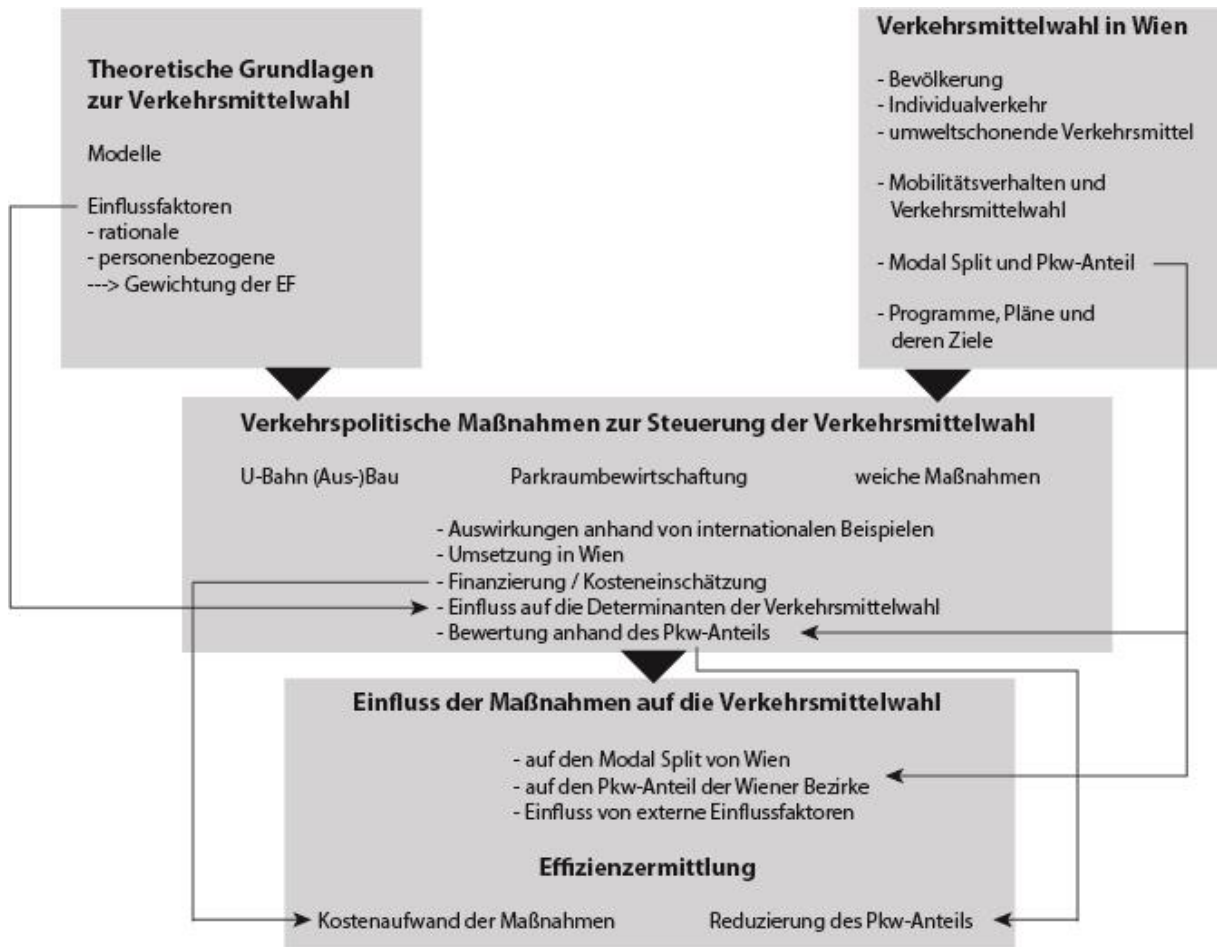 Theoretische Grundlagen
zur Verkehrsmittelwahl
Modelle
Einflussfaktoren
- rationale
- personenbezogene
---> Gewichtung der EF
Verkehrsmittelwahl in Wien
- Bevölkerung
- Individualverkehr
- umweltschonende Verkehrsmittel
- Mobilitätsverhalten und
Verkehrsmittelwahl
- Modal Split und Pkw-Anteil
- Programme, Pläne und
deren Ziele
Verkehrspolitische Maßnahmen zur Steuerung der Verkehrsmittelwahl
U-Bahn (Aus-)Bau Parkraumbewirtschaftung weiche Maßnahmen
- Auswirkungen anhand von internationalen Beispielen
- Umsetzung in Wien
- Finanzierung / Kosteneinschätzung
- Einfluss auf die Determinanten der Verkehrsmittelwahl
- Bewertung anhand des Pkw-Anteils
Einfluss der Maßnahmen auf die Verkehrsmittelwahl
- auf den Modal Split von Wien
- auf den Pkw-Anteil der Wiener Bezirke
- Einfluss von externe Einflussfaktoren
Effizienzermittlung
Kostenaufwand der Maßnahmen Reduzierung des Pkw-Anteils